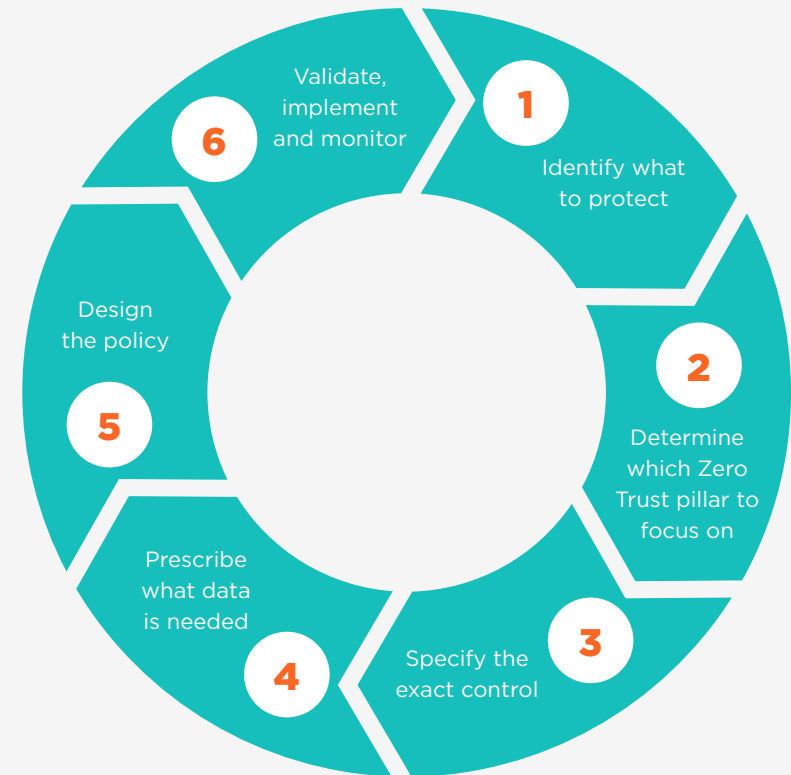 1
Identify what
to protect
2
Determine
which Zero
Trust pillar to
focus on
3
Specify the
exact control
4
Prescribe
what data
is needed
5
Design
the policy
6
Validate,
implement
and monitor